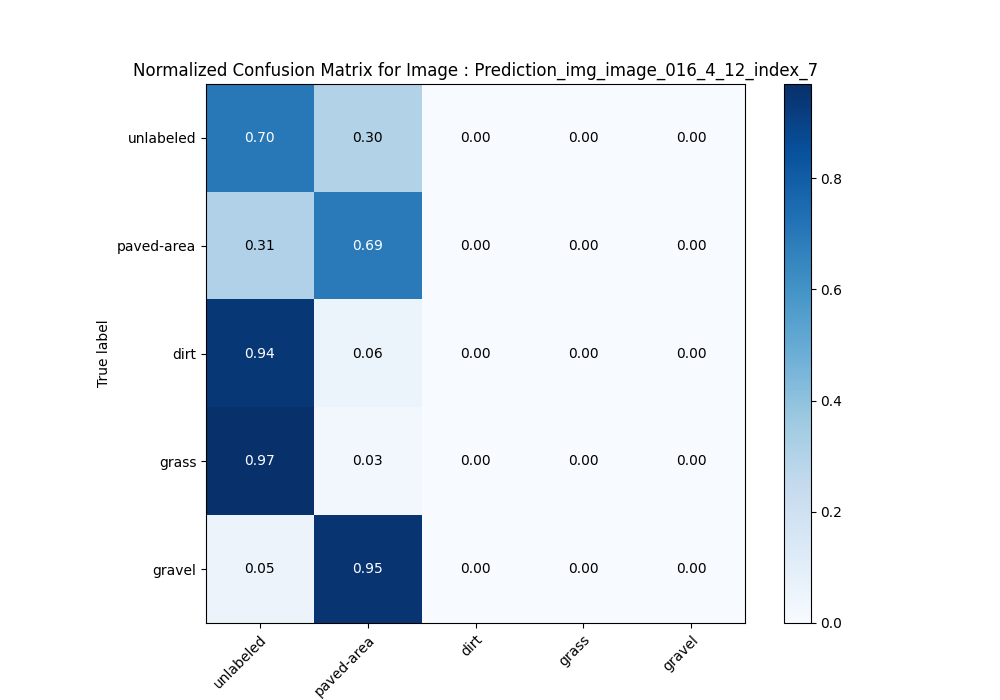 Normalized Confusion Matrix for Image : Prediction_img_image_016_4_12_index_7
True label
unlabeled 0.70 0.30 0.00 0.00 0.00
paved-area 0.31 0.69 0.00 0.00 0.00
dirt 0.94 0.06 0.00 0.00 0.00
grass 0.97 0.03 0.00 0.00 0.00
gravel 0.05 0.95 0.00 0.00 0.00
unlabeled paved-area dirt grass gravel
0.8
0.6
0.4
0.2
0.0